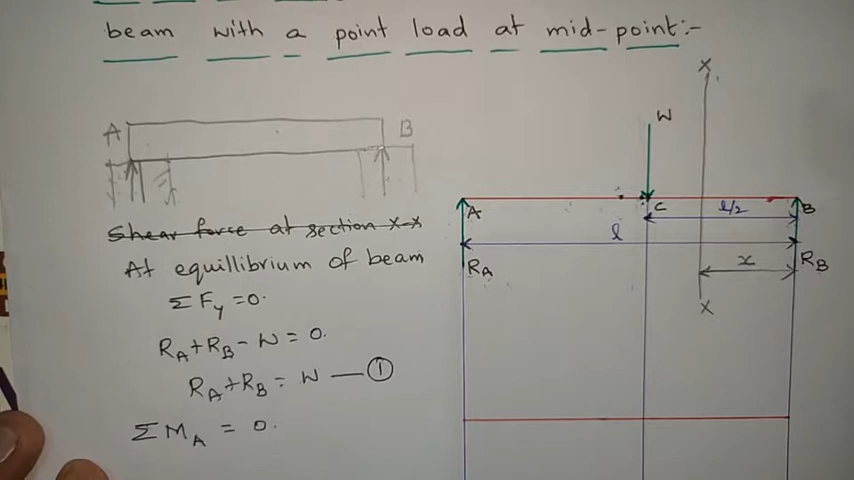 beam with a point load at mid-point:-
A B
Shear force at section x-x
At equillibrium of beam
ΣFy = 0.
RA + RB - W = 0.
RA + RB = W — ①
ΣMA = 0.
X
W
A C l/2 B
l
RA x RB
X